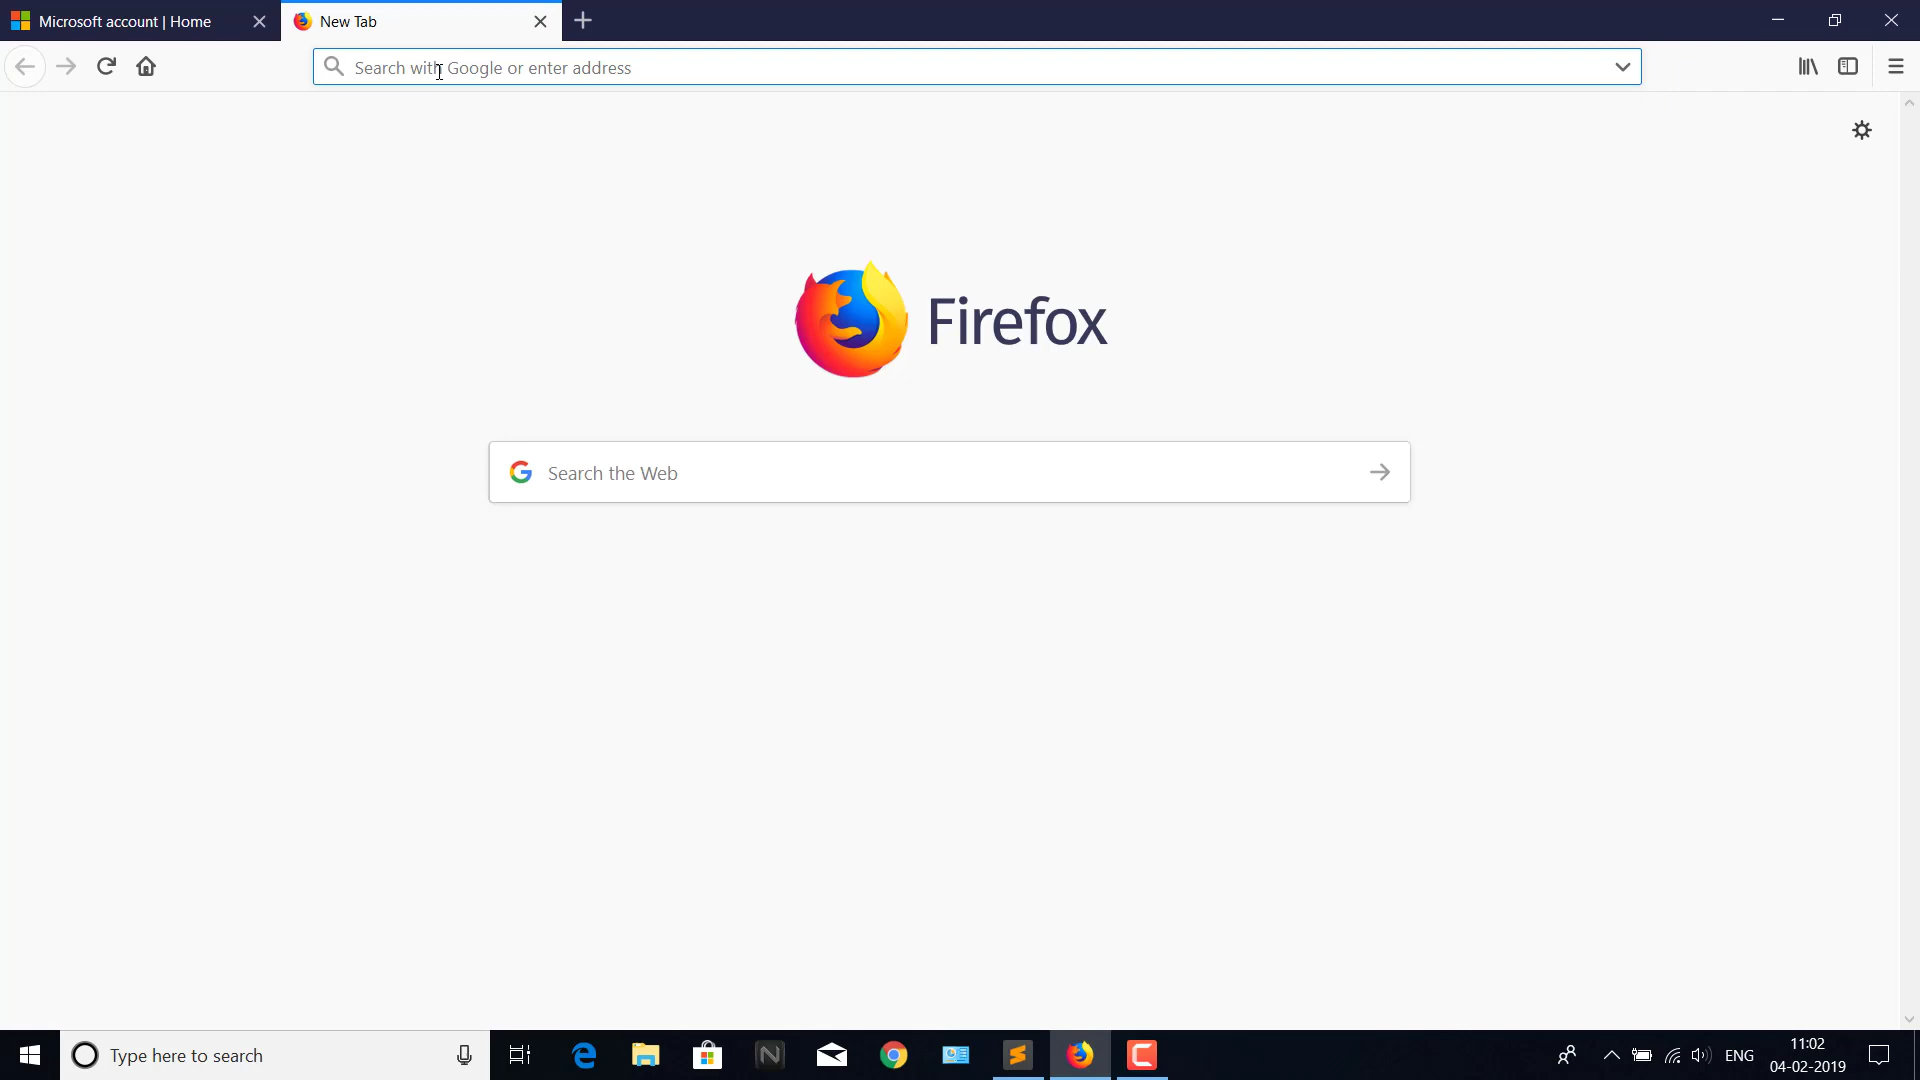 Microsoft account | Home
New Tab
Search with Google or enter address
Firefox
Search the Web
Type here to search
ENG
11:02
04-02-2019